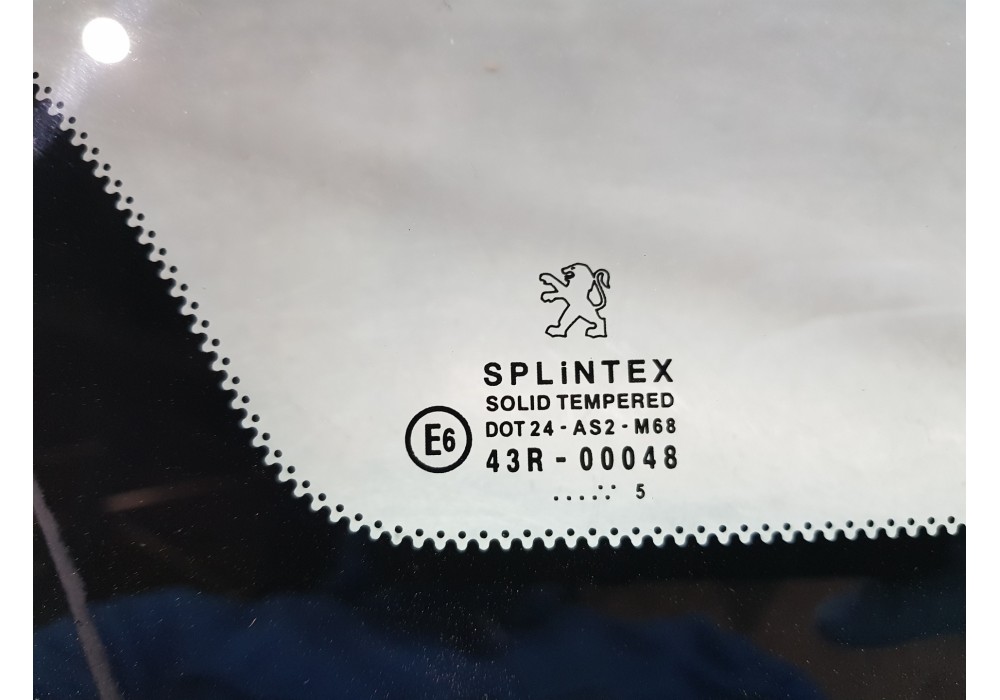 SPLiNTEX
SOLID TEMPERED
E6
DOT 24 - AS2 - M68
43R - 00048
.....:· 5